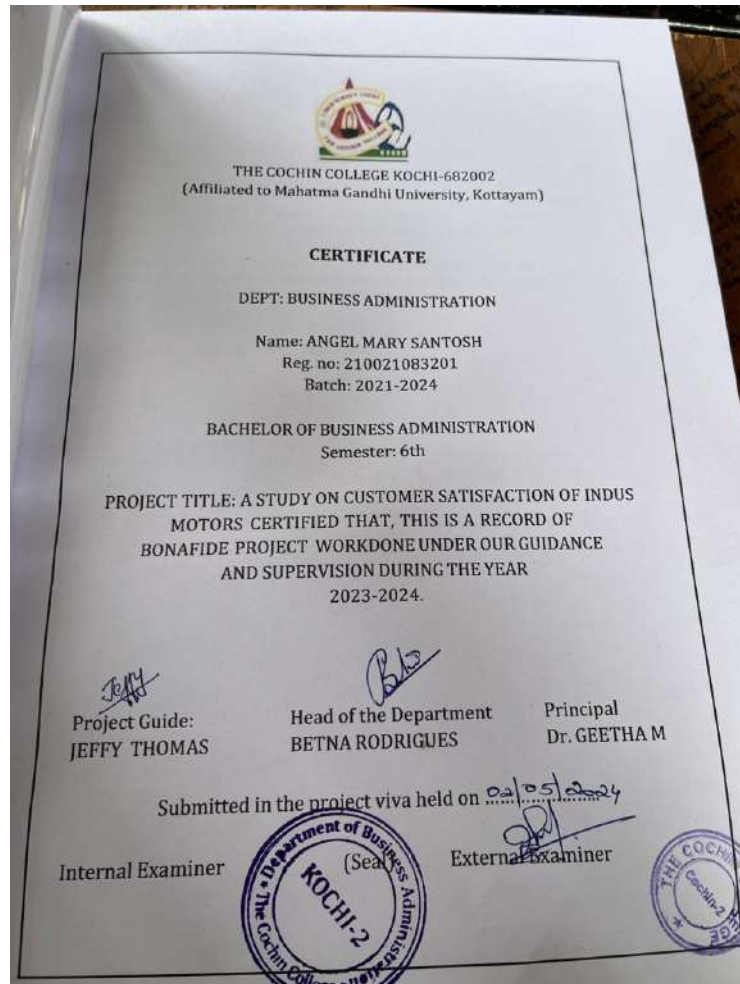 THE COCHIN COLLEGE KOCHI-682002
(Affiliated to Mahatma Gandhi University, Kottayam)
CERTIFICATE
DEPT: BUSINESS ADMINISTRATION
Name: ANGEL MARY SANTOSH
Reg. no: 210021083201
Batch: 2021-2024
BACHELOR OF BUSINESS ADMINISTRATION
Semester: 6th
PROJECT TITLE: A STUDY ON CUSTOMER SATISFACTION OF INDUS
MOTORS CERTIFIED THAT, THIS IS A RECORD OF
BONAFIDE PROJECT WORKDONE UNDER OUR GUIDANCE
AND SUPERVISION DURING THE YEAR
2023-2024.
Jeffy
Project Guide: Head of the Department Principal
JEFFY THOMAS BETNA RODRIGUES Dr. GEETHA M
Submitted in the project viva held on 02/05/2024
Internal Examiner (Seal) External Examiner
Department of Business Administration
The Cochin College
KOCHI-2
THE COCHIN
Cochin-2